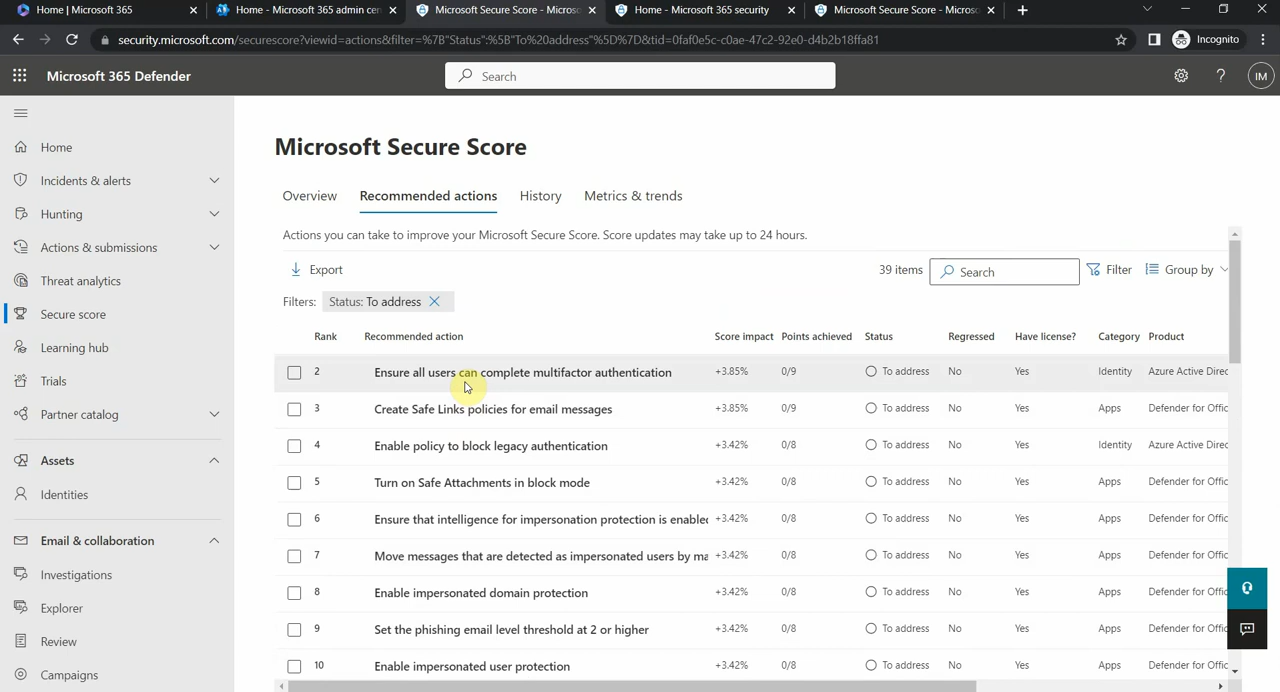 Home | Microsoft 365
Home - Microsoft 365 admin cen
Microsoft Secure Score - Microso
Home - Microsoft 365 security
Microsoft Secure Score - Microso
security.microsoft.com/securescore?viewid=actions&filter=%7B"Status":%5B"To%20address"%5D%7D&tid=0faf0e5c-c0ae-47c2-92e0-d4b2b18ffa81
Incognito
Microsoft 365 Defender
Search
IM
Home
Incidents & alerts
Hunting
Actions & submissions
Threat analytics
Secure score
Learning hub
Trials
Partner catalog
Assets
Identities
Email & collaboration
Investigations
Explorer
Review
Campaigns
Microsoft Secure Score
Overview Recommended actions History Metrics & trends
Actions you can take to improve your Microsoft Secure Score. Score updates may take up to 24 hours.
Export 39 items Search Filter Group by
Filters: Status: To address
Rank Recommended action Score impact Points achieved Status Regressed Have license? Category Product
2 Ensure all users can complete multifactor authentication +3.85% 0/9 To address No Yes Identity Azure Active Direc
3 Create Safe Links policies for email messages +3.85% 0/9 To address No Yes Apps Defender for Offic
4 Enable policy to block legacy authentication +3.42% 0/8 To address No Yes Identity Azure Active Direc
5 Turn on Safe Attachments in block mode +3.42% 0/8 To address No Yes Apps Defender for Offic
6 Ensure that intelligence for impersonation protection is enabled +3.42% 0/8 To address No Yes Apps Defender for Offic
7 Move messages that are detected as impersonated users by ma +3.42% 0/8 To address No Yes Apps Defender for Offic
8 Enable impersonated domain protection +3.42% 0/8 To address No Yes Apps Defender for Offic
9 Set the phishing email level threshold at 2 or higher +3.42% 0/8 To address No Yes Apps Defender for Offic
10 Enable impersonated user protection +3.42% 0/8 To address No Yes Apps Defender for Offic